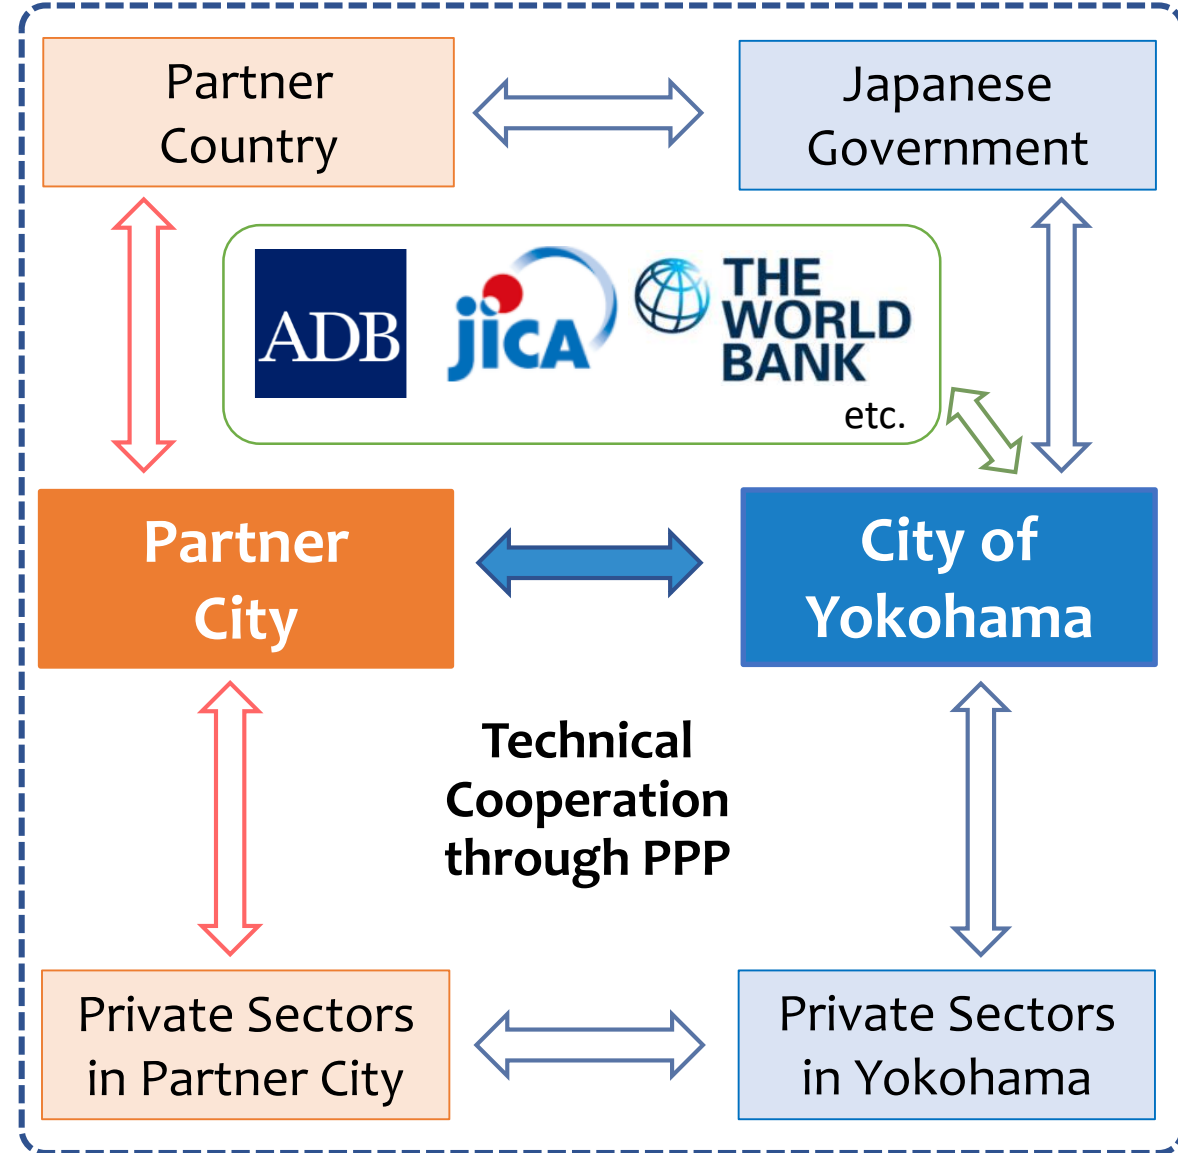 Partner
Country
Japanese
Government
ADB
jica
THE
WORLD
BANK
etc.
Partner
City
City of
Yokohama
Technical
Cooperation
through PPP
Private Sectors
in Partner City
Private Sectors
in Yokohama